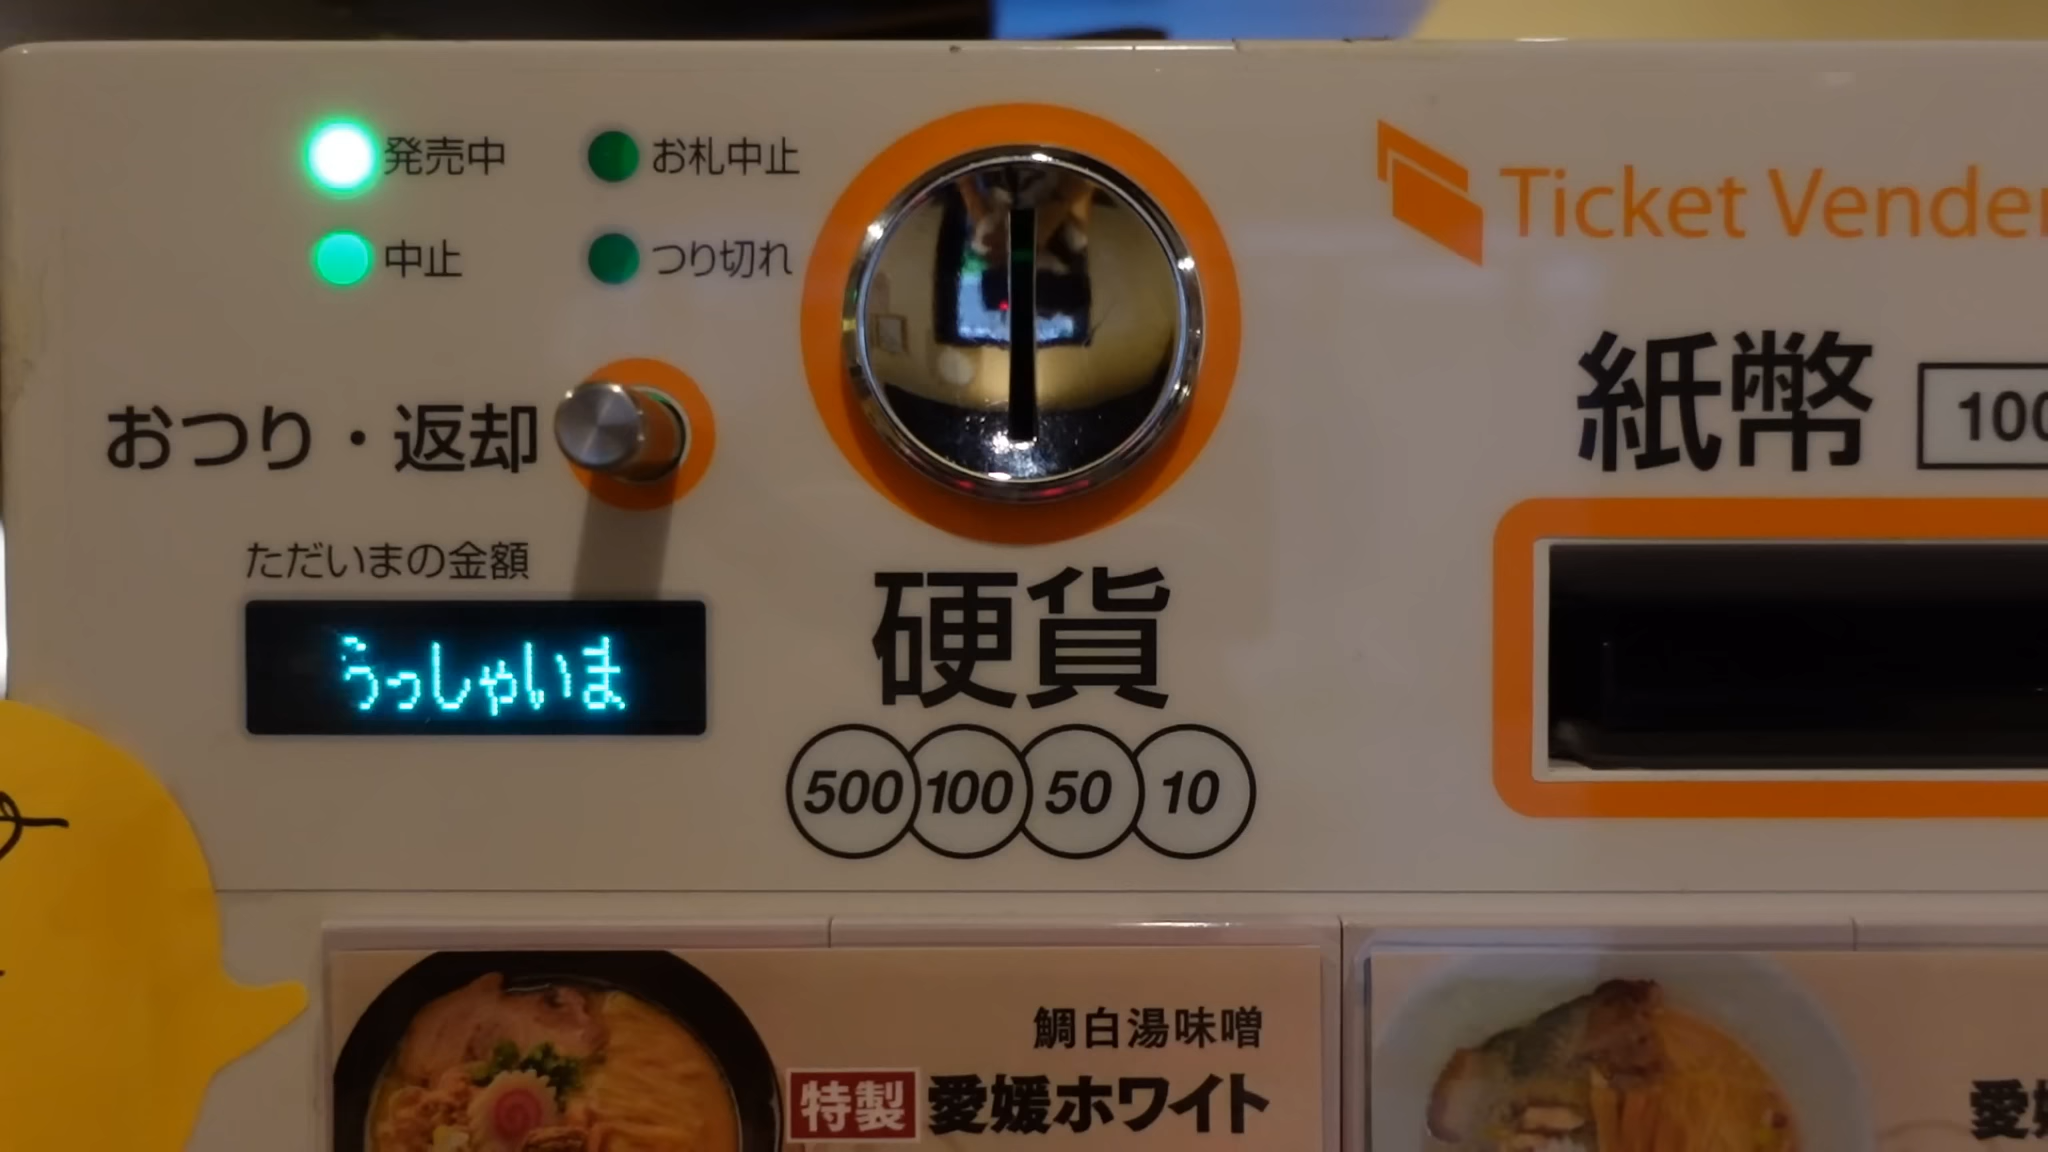 発売中
お札中止
中止
つり切れ
おつり・返却
ただいまの金額
らっしゃいま
硬貨
500 100 50 10
Ticket Vender
紙幣
100
鯛白湯味噌
特製 愛媛ホワイト
愛媛